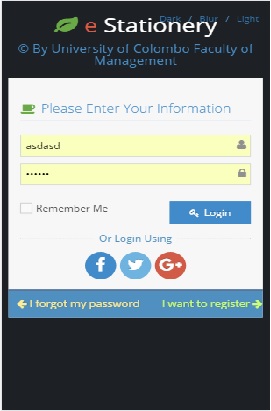 Dark / Blur / Light
e Stationery
© By University of Colombo Faculty of
Management
Please Enter Your Information
asdasd
••••••
Remember Me
Login
Or Login Using
f G+
I forgot my password I want to register